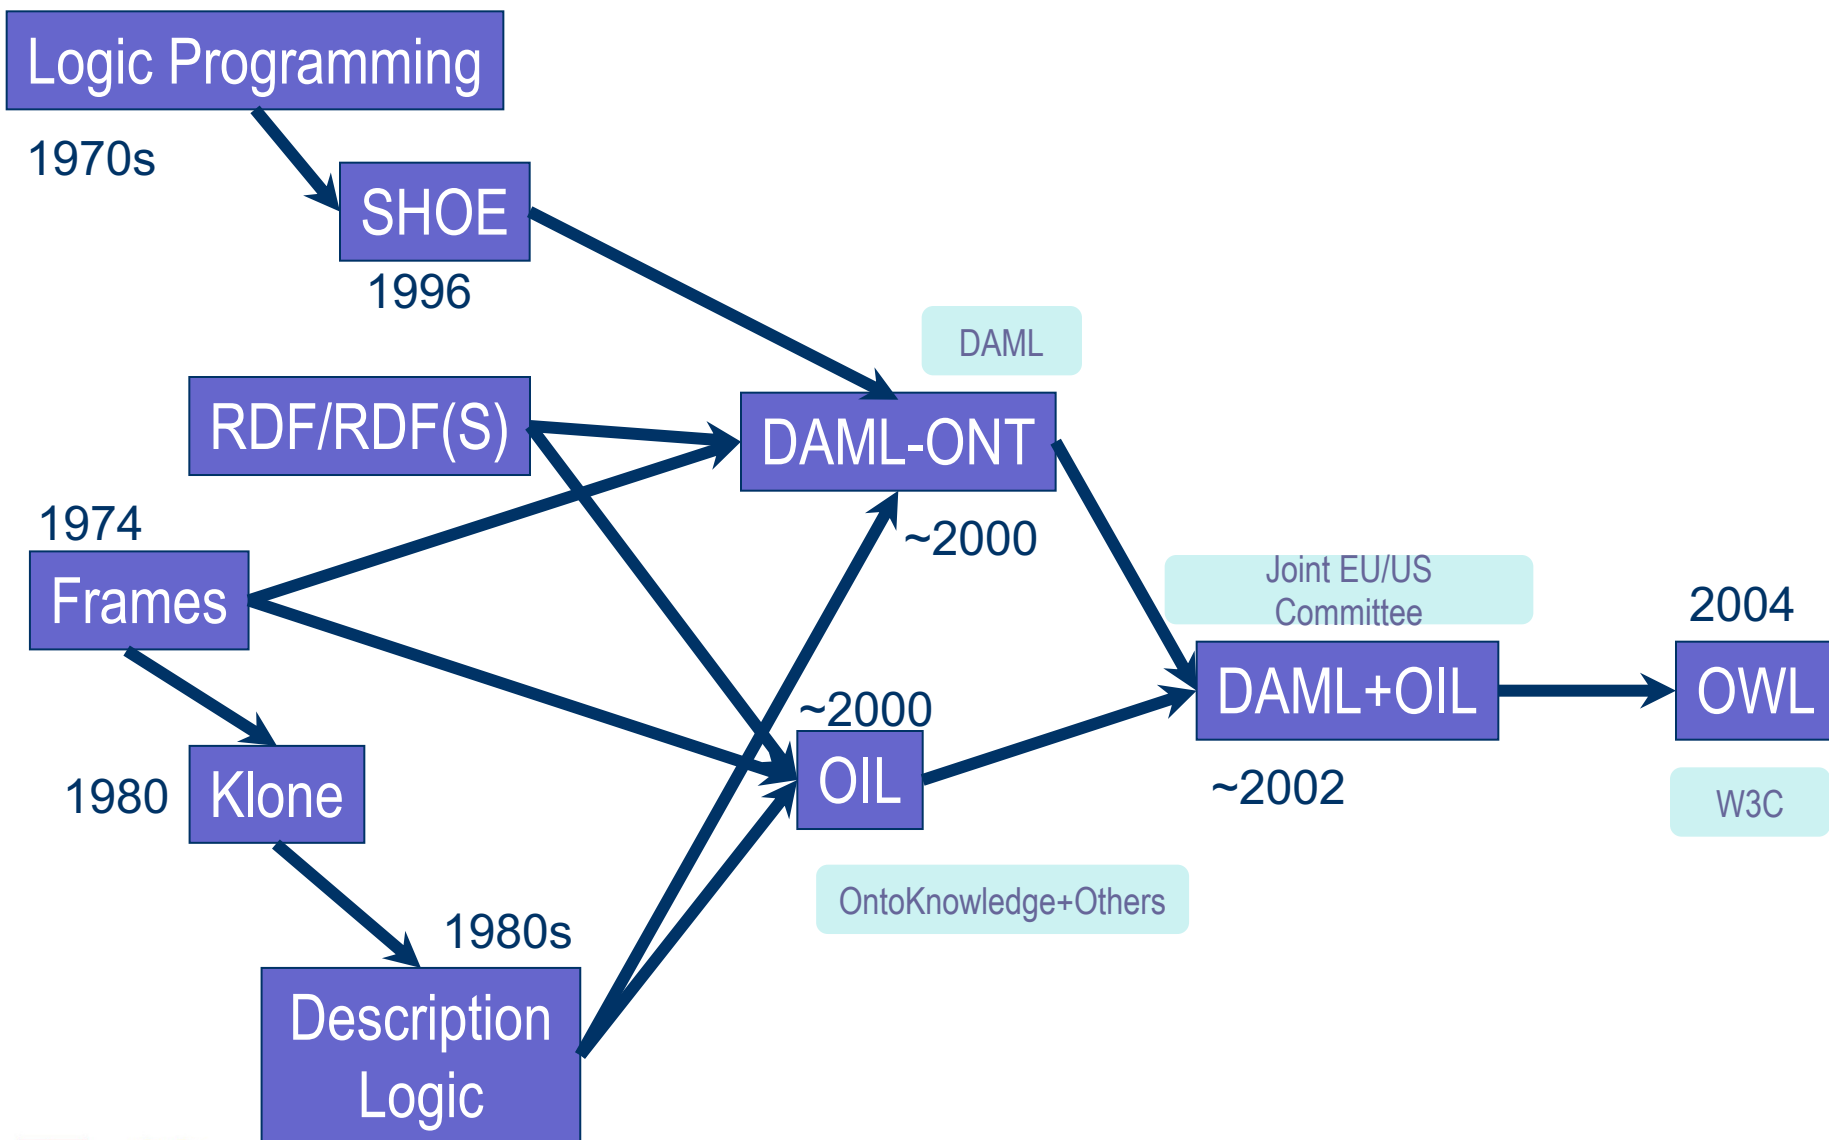 Logic Programming
1970s
SHOE
1996
DAML
RDF/RDF(S)
DAML-ONT
1974
~2000
Frames
Joint EU/US
Committee
2004
DAML+OIL
OWL
~2000
OIL
~2002
1980
Klone
W3C
OntoKnowledge+Others
1980s
Description
Logic